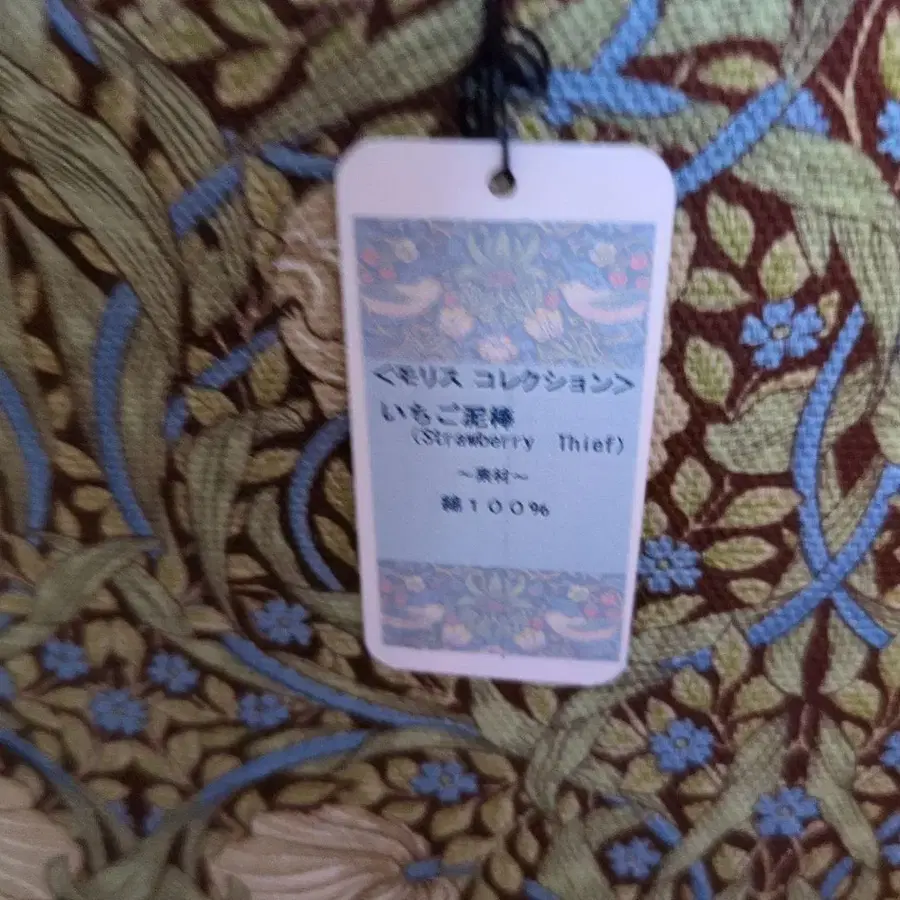 ＜モリス コレクション＞
いちご泥棒
(Strawberry Thief)
～素材～
綿１００％